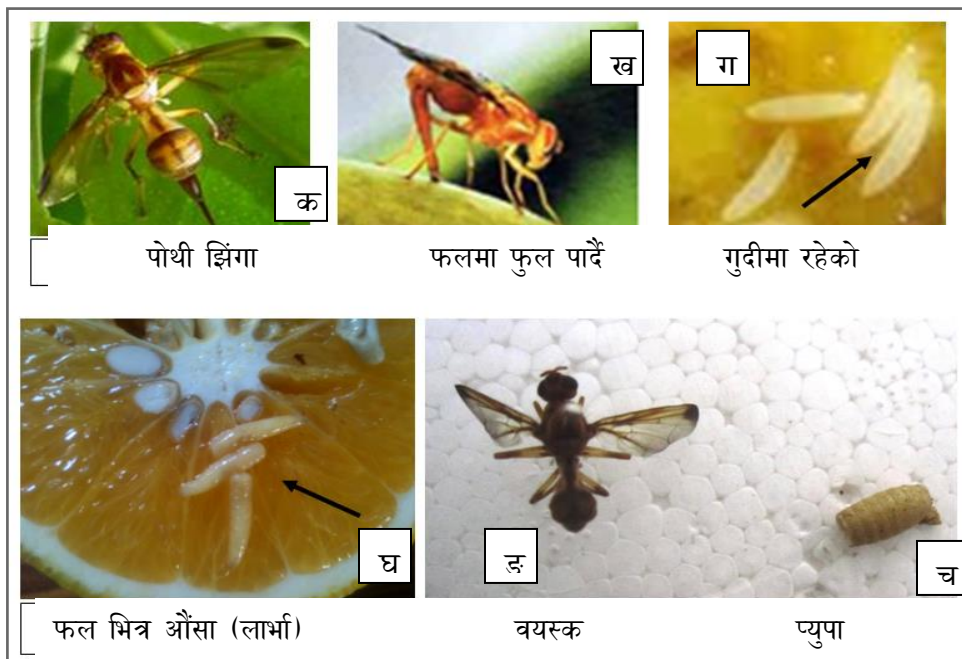 ख ग
क
पोथी झिंगा फलमा फुल पार्दै गुदीमा रहेको
घ ङ च
फल भित्र औंसा (लार्भा) वयस्क प्युपा